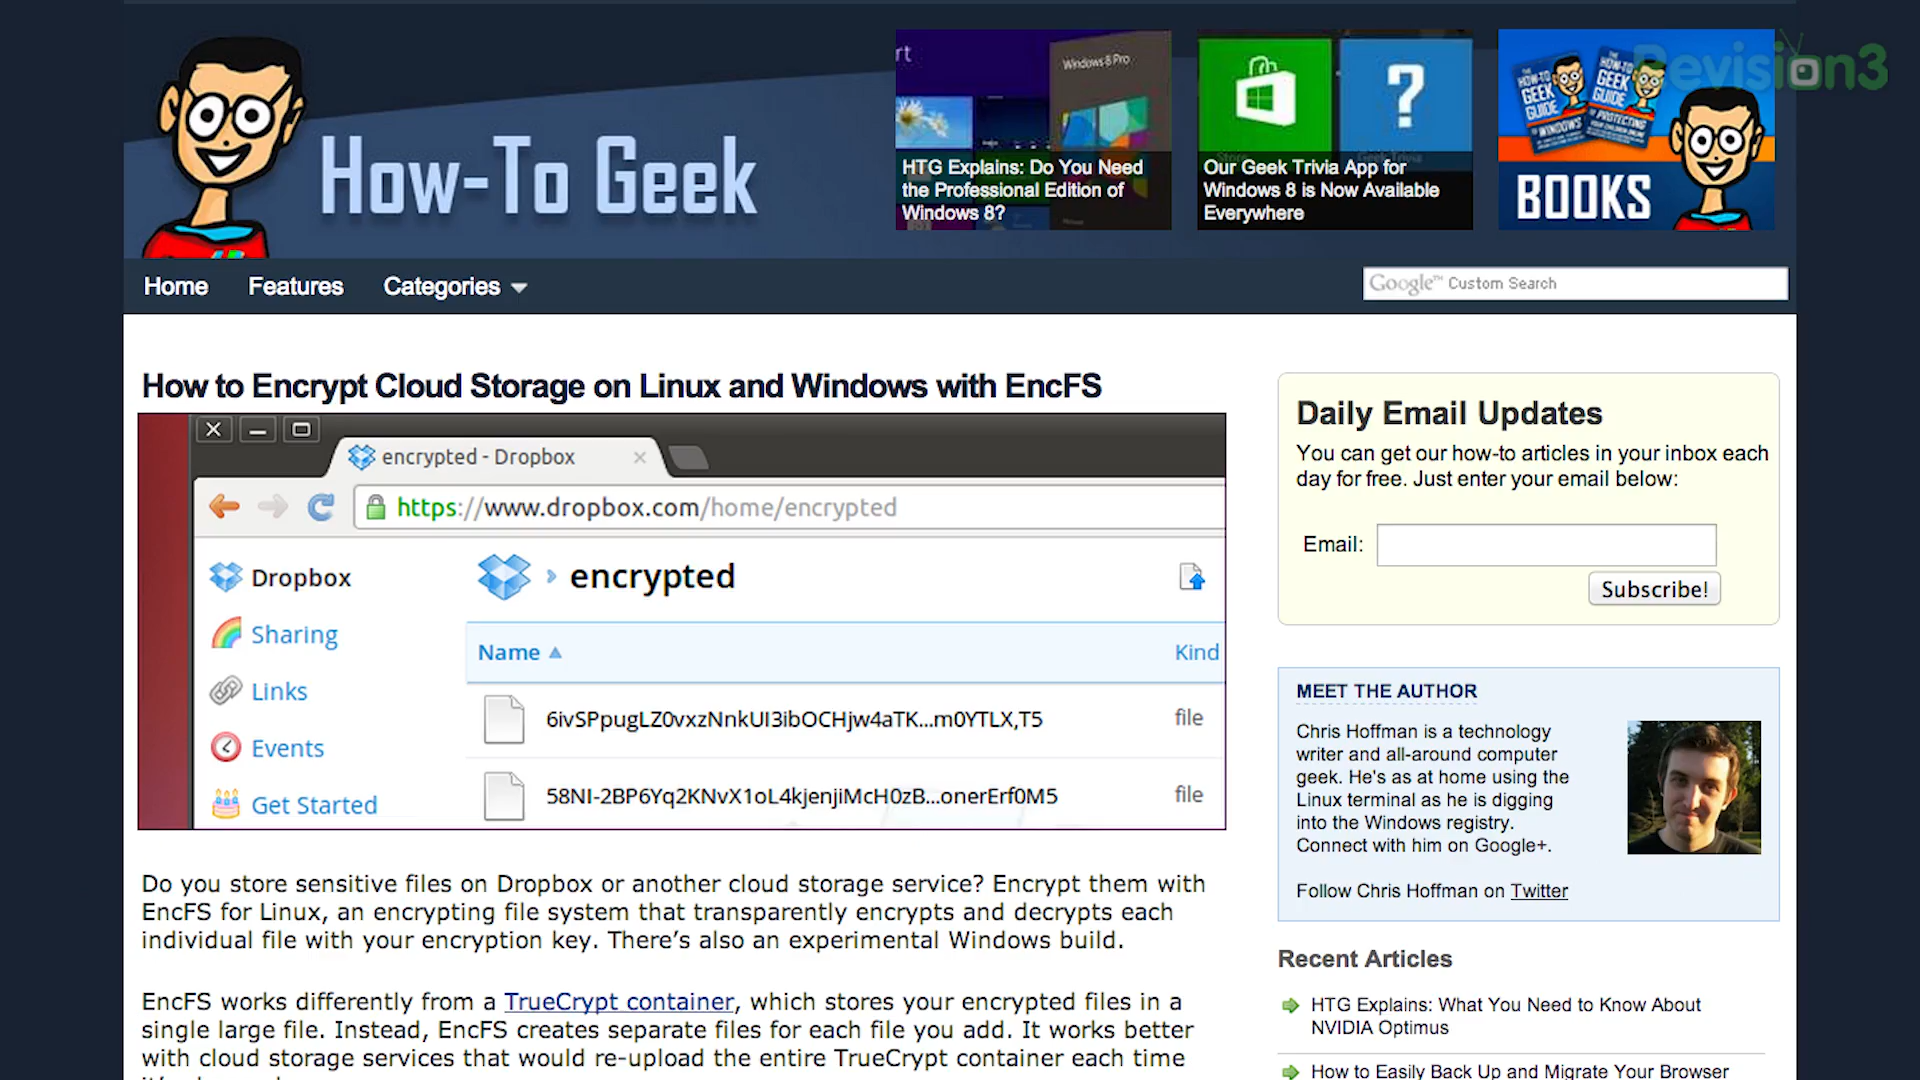 Revision3
How-To Geek
rt
Windows 8 Pro
HTG Explains: Do You Need
the Professional Edition of
Windows 8?
Our Geek Trivia App for
Windows 8 is Now Available
Everywhere
THE
HOW-TO
GEEK
GUIDE
WINDOWS
HOW-TO
GEEK
GUIDE
PROTECTING
BOOKS
Home
Features
Categories
Google™ Custom Search
How to Encrypt Cloud Storage on Linux and Windows with EncFS
encrypted - Dropbox
https://www.dropbox.com/home/encrypted
Dropbox
Sharing
Links
Events
Get Started
encrypted
Name
Kind
6ivSPpugLZ0vxzNnkUI3ibOCHjw4aTK...m0YTLX,T5
file
58NI-2BP6Yq2KNvX1oL4kjenjiMcH0zB...onerErf0M5
file
Do you store sensitive files on Dropbox or another cloud storage service? Encrypt them with
EncFS for Linux, an encrypting file system that transparently encrypts and decrypts each
individual file with your encryption key. There's also an experimental Windows build.
EncFS works differently from a TrueCrypt container, which stores your encrypted files in a
single large file. Instead, EncFS creates separate files for each file you add. It works better
with cloud storage services that would re-upload the entire TrueCrypt container each time
Daily Email Updates
You can get our how-to articles in your inbox each
day for free. Just enter your email below:
Email:
Subscribe!
MEET THE AUTHOR
Chris Hoffman is a technology
writer and all-around computer
geek. He's as at home using the
Linux terminal as he is digging
into the Windows registry.
Connect with him on Google+.
Follow Chris Hoffman on Twitter
Recent Articles
HTG Explains: What You Need to Know About
NVIDIA Optimus
How to Easily Back Up and Migrate Your Browser